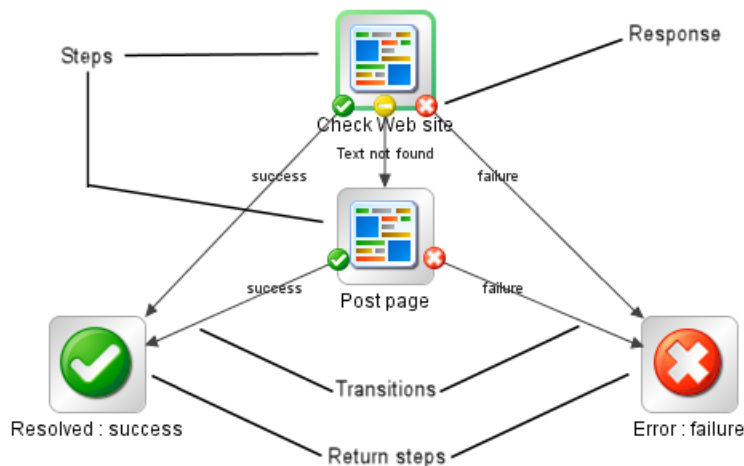 Steps
Response
Check Web site
Text not found
success
failure
success
failure
Post page
Transitions
Resolved : success
Error : failure
Return steps